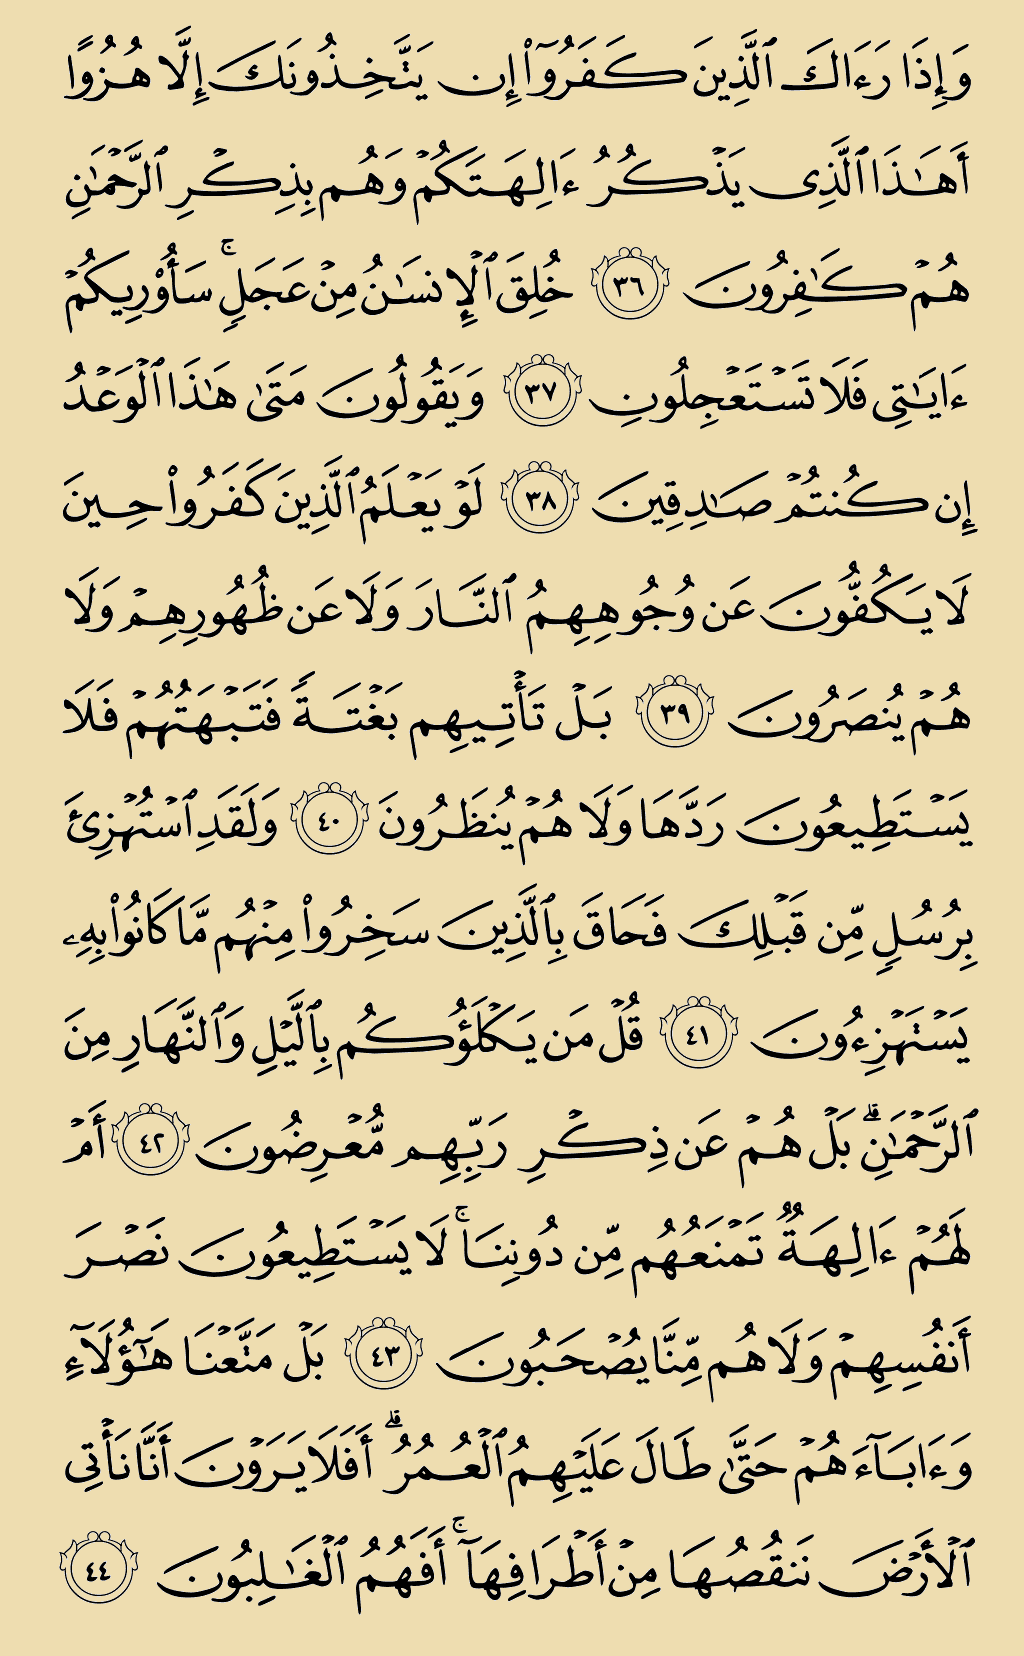 وَإِذَا رَءَاكَ ٱلَّذِينَ كَفَرُوٓا۟ إِن يَتَّخِذُونَكَ إِلَّا هُزُوًا
أَهَـٰذَا ٱلَّذِى يَذْكُرُ ءَالِهَتَكُمْ وَهُم بِذِكْرِ ٱلرَّحْمَـٰنِ
هُمْ كَـٰفِرُونَ ٣٦ خُلِقَ ٱلْإِنسَـٰنُ مِنْ عَجَلٍ ۚ سَأُو۟رِيكُمْ
ءَايَـٰتِى فَلَا تَسْتَعْجِلُونِ ٣٧ وَيَقُولُونَ مَتَىٰ هَـٰذَا ٱلْوَعْدُ
إِن كُنتُمْ صَـٰدِقِينَ ٣٨ لَوْ يَعْلَمُ ٱلَّذِينَ كَفَرُوا۟ حِينَ
لَا يَكُفُّونَ عَن وُجُوهِهِمُ ٱلنَّارَ وَلَا عَن ظُهُورِهِمْ وَلَا
هُمْ يُنصَرُونَ ٣٩ بَلْ تَأْتِيهِم بَغْتَةً فَتَبْهَتُهُمْ فَلَا
يَسْتَطِيعُونَ رَدَّهَا وَلَا هُمْ يُنظَرُونَ ٤٠ وَلَقَدِ ٱسْتُهْزِئَ
بِرُسُلٍ مِّن قَبْلِكَ فَحَاقَ بِٱلَّذِينَ سَخِرُوا۟ مِنْهُم مَّا كَانُوا۟ بِهِۦ
يَسْتَهْزِءُونَ ٤١ قُلْ مَن يَكْلَؤُكُم بِٱلَّيْلِ وَٱلنَّهَارِ مِنَ
ٱلرَّحْمَـٰنِ ۗ بَلْ هُمْ عَن ذِكْرِ رَبِّهِم مُّعْرِضُونَ ٤٢ أَمْ
لَهُمْ ءَالِهَةٌ تَمْنَعُهُم مِّن دُونِنَا ۚ لَا يَسْتَطِيعُونَ نَصْرَ
أَنفُسِهِمْ وَلَا هُم مِّنَّا يُصْحَبُونَ ٤٣ بَلْ مَتَّعْنَا هَـٰٓؤُلَآءِ
وَءَابَآءَهُمْ حَتَّىٰ طَالَ عَلَيْهِمُ ٱلْعُمُرُ ۗ أَفَلَا يَرَوْنَ أَنَّا نَأْتِى
ٱلْأَرْضَ نَنقُصُهَا مِنْ أَطْرَافِهَآ ۚ أَفَهُمُ ٱلْغَـٰلِبُونَ ٤٤